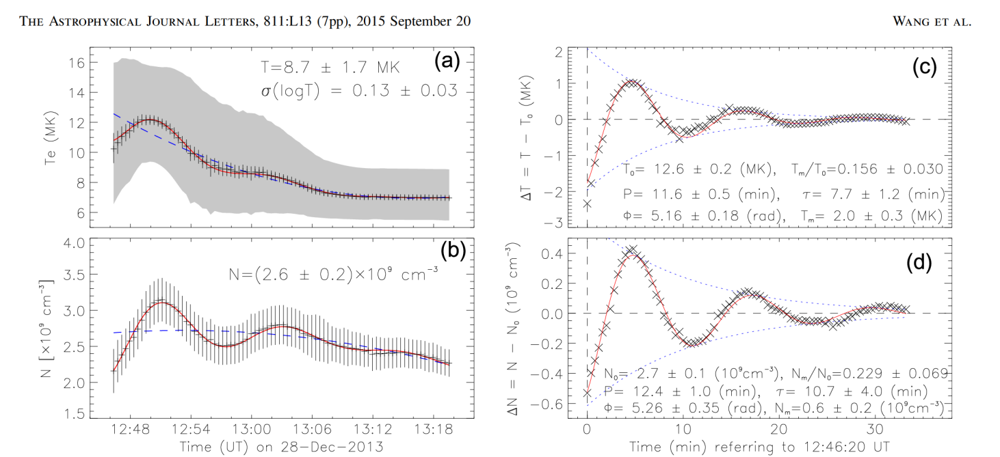 THE ASTROPHYSICAL JOURNAL LETTERS, 811:L13 (7pp), 2015 September 20
WANG ET AL.
(a)
T=8.7 ± 1.7 MK
σ(logT) = 0.13 ± 0.03
Te (MK)
16
14
12
10
8
6
(b)
N=(2.6 ± 0.2)×10⁹ cm⁻³
N [×10⁹ cm⁻³]
4.0
3.5
3.0
2.5
2.0
1.5
12:48 12:54 13:00 13:06 13:12 13:18
Time (UT) on 28-Dec-2013
(c)
ΔT = T - T₀ (MK)
2
1
0
-1
-2
-3
T₀= 12.6 ± 0.2 (MK), Tₘ/T₀=0.156 ± 0.030
P= 11.6 ± 0.5 (min), τ= 7.7 ± 1.2 (min)
Φ= 5.16 ± 0.18 (rad), Tₘ= 2.0 ± 0.3 (MK)
(d)
ΔN = N - N₀ (10⁹ cm⁻³)
0.4
0.2
0.0
-0.2
-0.4
-0.6
N₀= 2.7 ± 0.1 (10⁹cm⁻³), Nₘ/N₀=0.229 ± 0.069
P= 12.4 ± 1.0 (min), τ= 10.7 ± 4.0 (min)
Φ= 5.26 ± 0.35 (rad), Nₘ=0.6 ± 0.2 (10⁹cm⁻³)
0 10 20 30
Time (min) referring to 12:46:20 UT